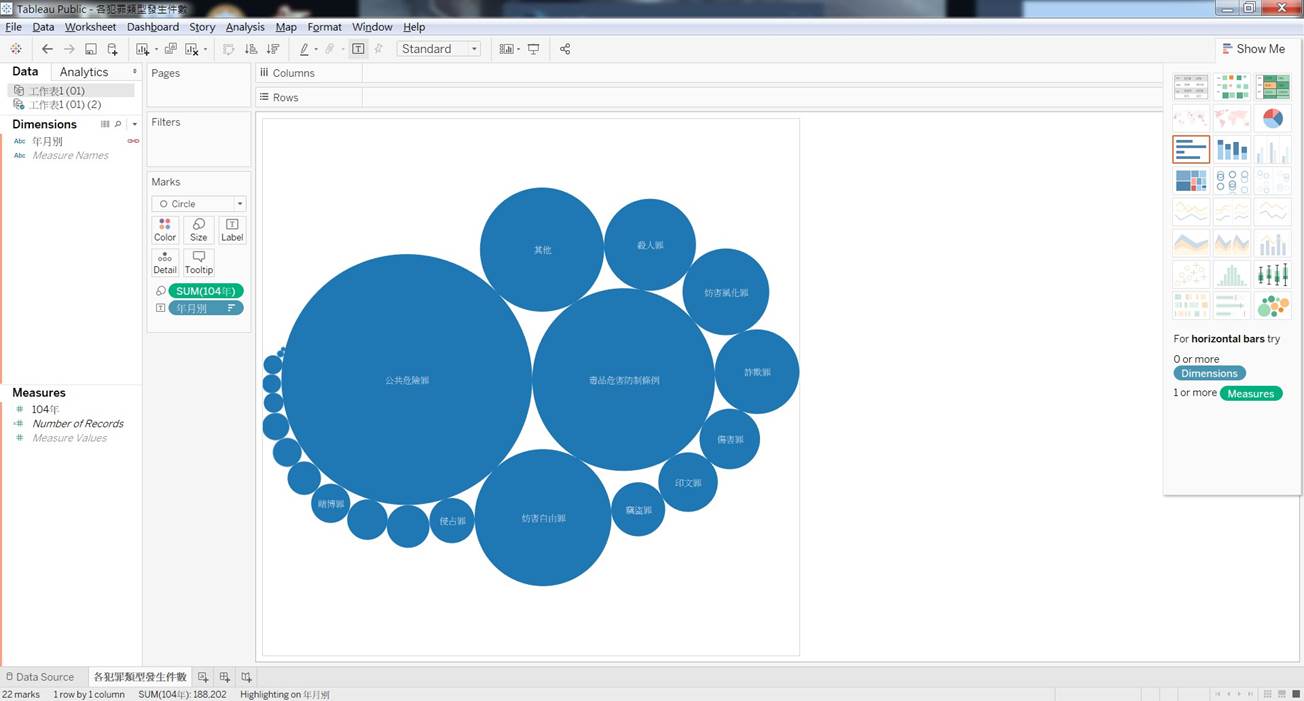 Tableau Public - 各犯罪類型發生件數
File Data Worksheet Dashboard Story Analysis Map Format Window Help
Standard
Show Me
Data Analytics
工作表1 (01)
工作表1 (01) (2)
Dimensions
Abc 年月別
Abc Measure Names
Measures
# 104年
Number of Records
# Measure Values
Pages
Filters
Marks
Circle
Color Size Label
Detail Tooltip
SUM(104年)
年月別
Columns
Rows
其他
殺人罪
妨害風化罪
公共危險罪
毒品危害防制條例
詐欺罪
傷害罪
印文罪
竊盜罪
妨害自由罪
侵占罪
賭博罪
For horizontal bars try
0 or more
Dimensions
1 or more Measures
Data Source 各犯罪類型發生件數
22 marks 1 row by 1 column SUM(104年): 188,202 Highlighting on 年月別